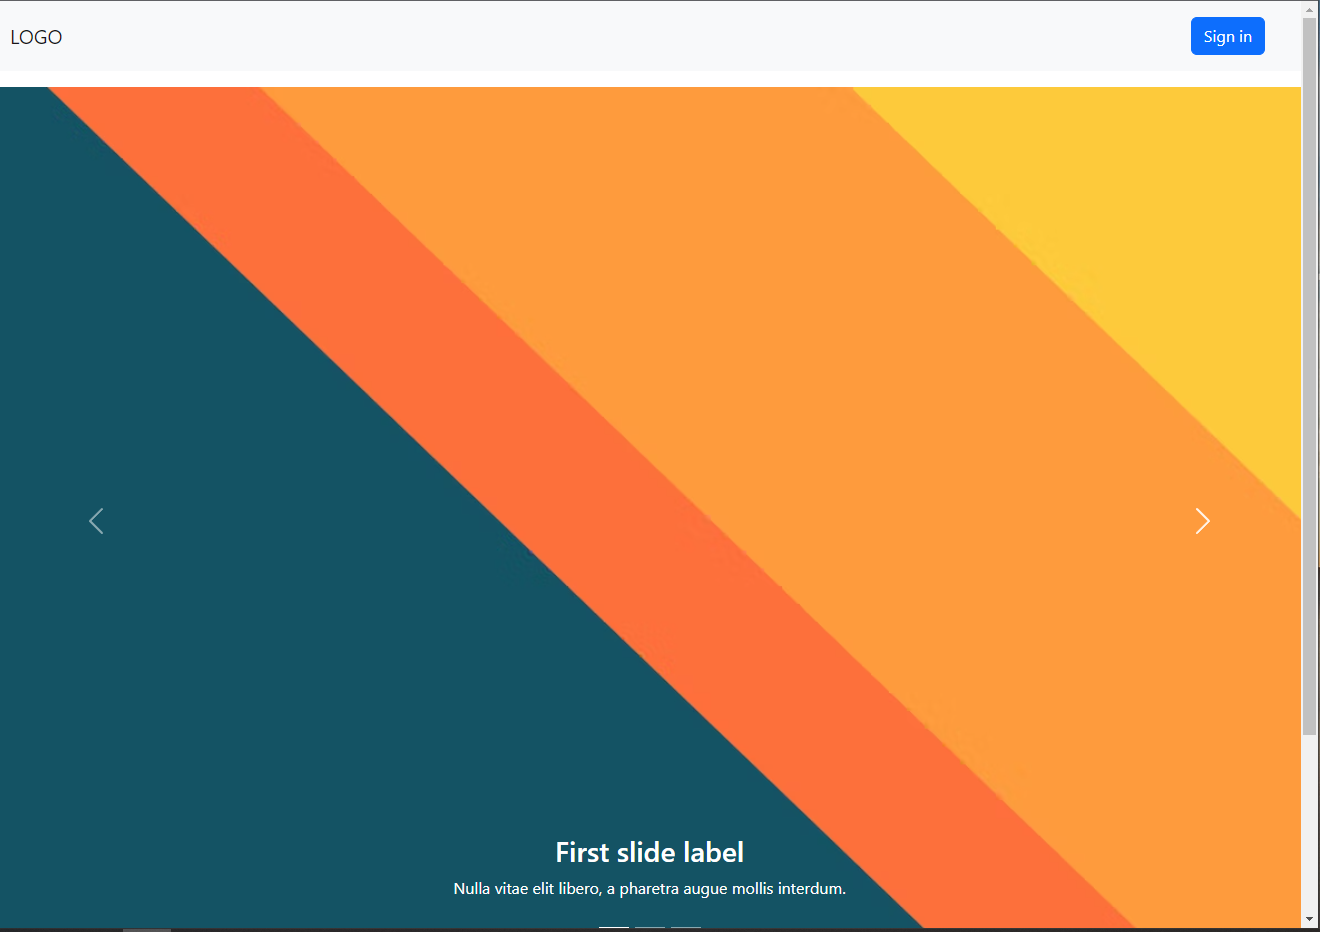 LOGO
Sign in
First slide label
Nulla vitae elit libero, a pharetra augue mollis interdum.